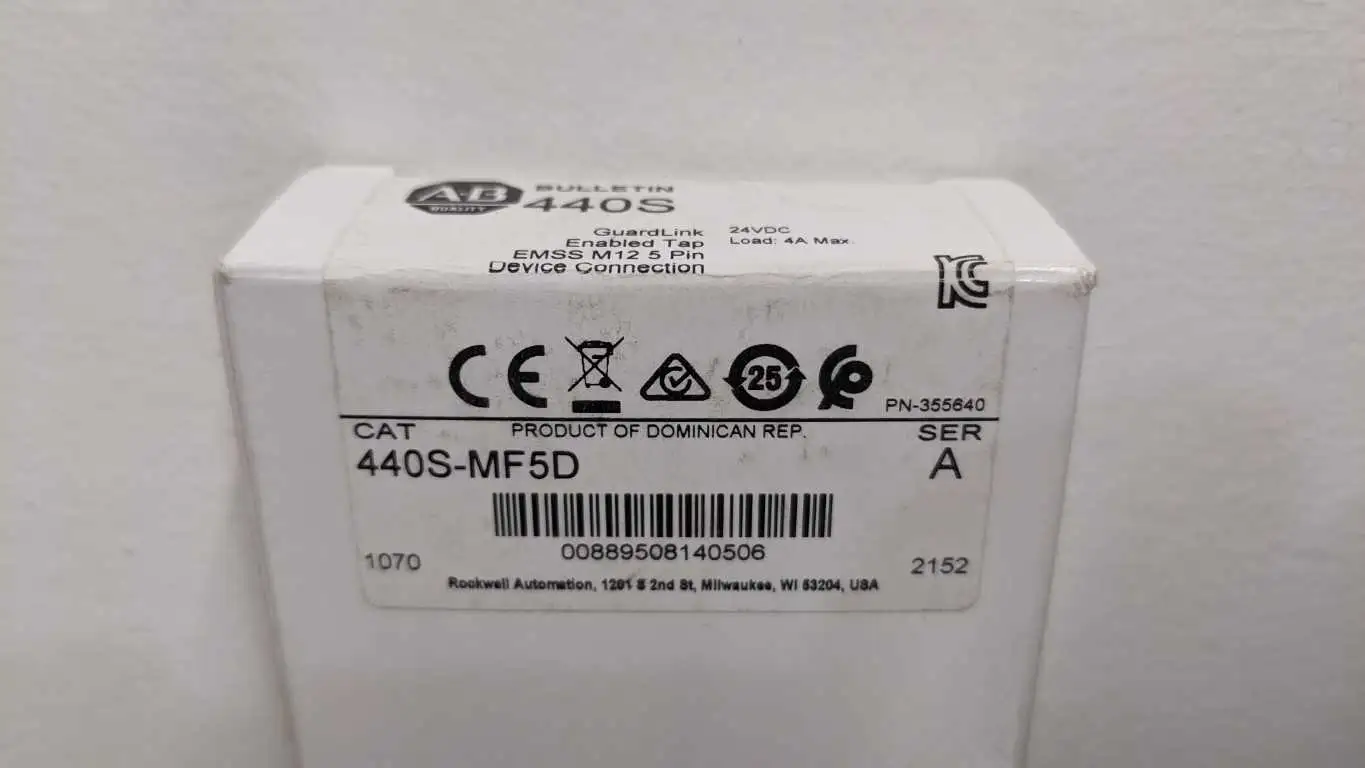 A-B
QUALITY
BULLETIN
440S
GuardLink
Enabled Tap
EMSS M12 5 Pin
Device Connection
24VDC
Load: 4A Max.
25
PN-355640
CAT
PRODUCT OF DOMINICAN REP.
SER
440S-MF5D
A
00889508140506
1070
2152
Rockwell Automation, 1201 S 2nd St, Milwaukee, WI 53204, USA